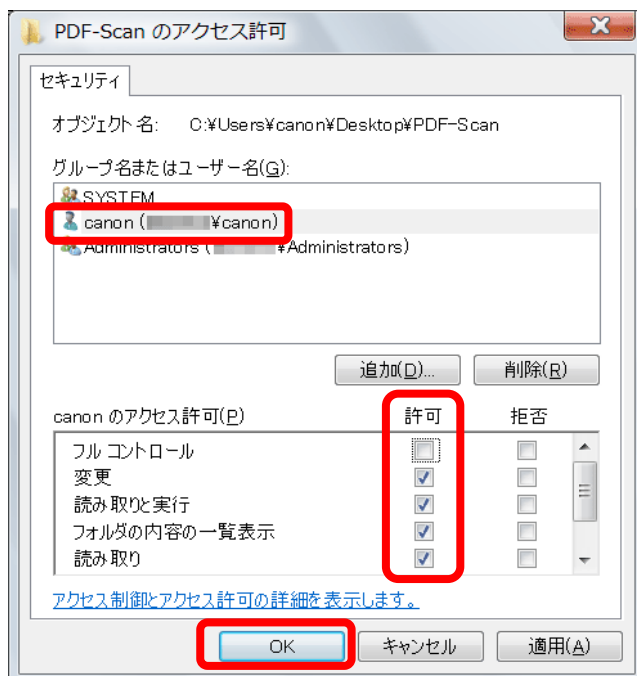 PDF-Scan のアクセス許可
セキュリティ
オブジェクト名: C:¥Users¥canon¥Desktop¥PDF-Scan
グループ名またはユーザー名(G):
SYSTEM
canon ( ¥canon)
Administrators ( ¥Administrators)
追加(D)... 削除(R)
canon のアクセス許可(P) 許可 拒否
フル コントロール
変更
読み取りと実行
フォルダの内容の一覧表示
読み取り
アクセス制御とアクセス許可の詳細を表示します。
OK キャンセル 適用(A)